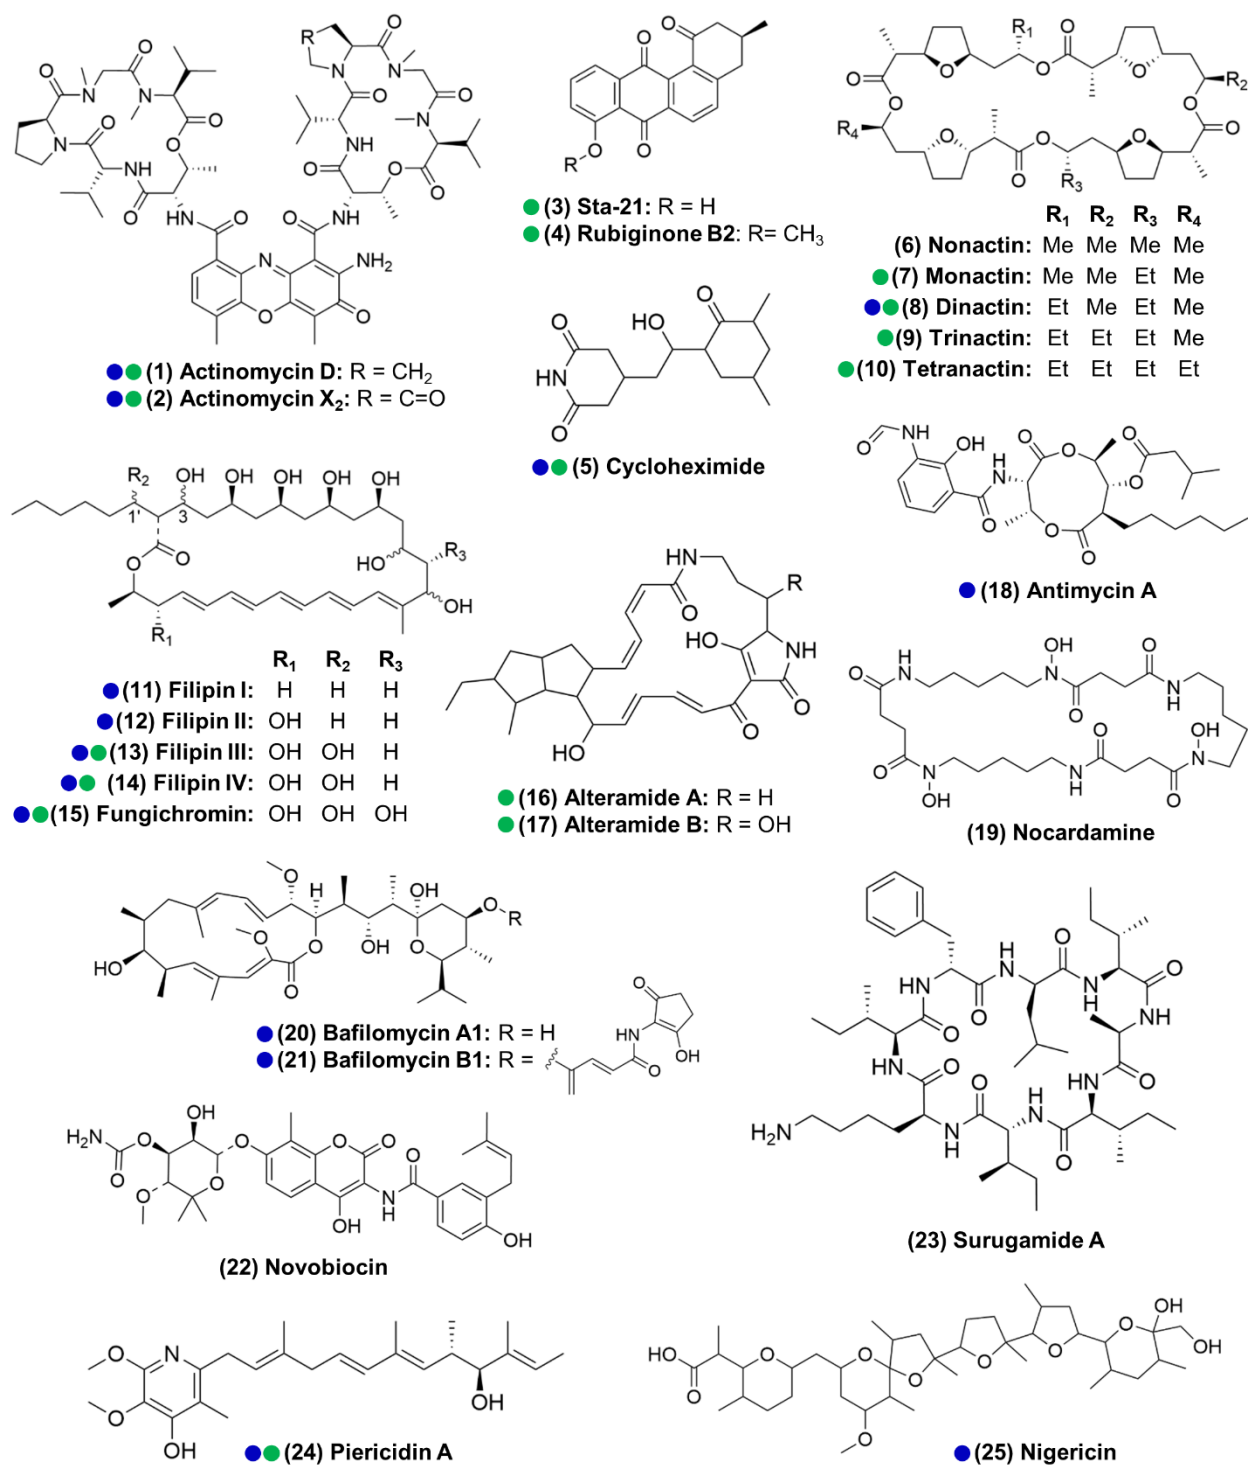 (1) Actinomycin D: R = CH2
(2) Actinomycin X2: R = C=O
(3) Sta-21: R = H
(4) Rubiginone B2: R= CH3
(5) Cycloheximide
R1 R2 R3 R4
(6) Nonactin: Me Me Me Me
(7) Monactin: Me Me Et Me
(8) Dinactin: Et Me Et Me
(9) Trinactin: Et Et Et Me
(10) Tetranactin: Et Et Et Et
R1 R2 R3
(11) Filipin I: H H H
(12) Filipin II: OH H H
(13) Filipin III: OH OH H
(14) Filipin IV: OH OH H
(15) Fungichromin: OH OH OH
(16) Alteramide A: R = H
(17) Alteramide B: R = OH
(18) Antimycin A
(19) Nocardamine
(20) Bafilomycin A1: R = H
(21) Bafilomycin B1: R =
(22) Novobiocin
(23) Surugamide A
(24) Piericidin A
(25) Nigericin